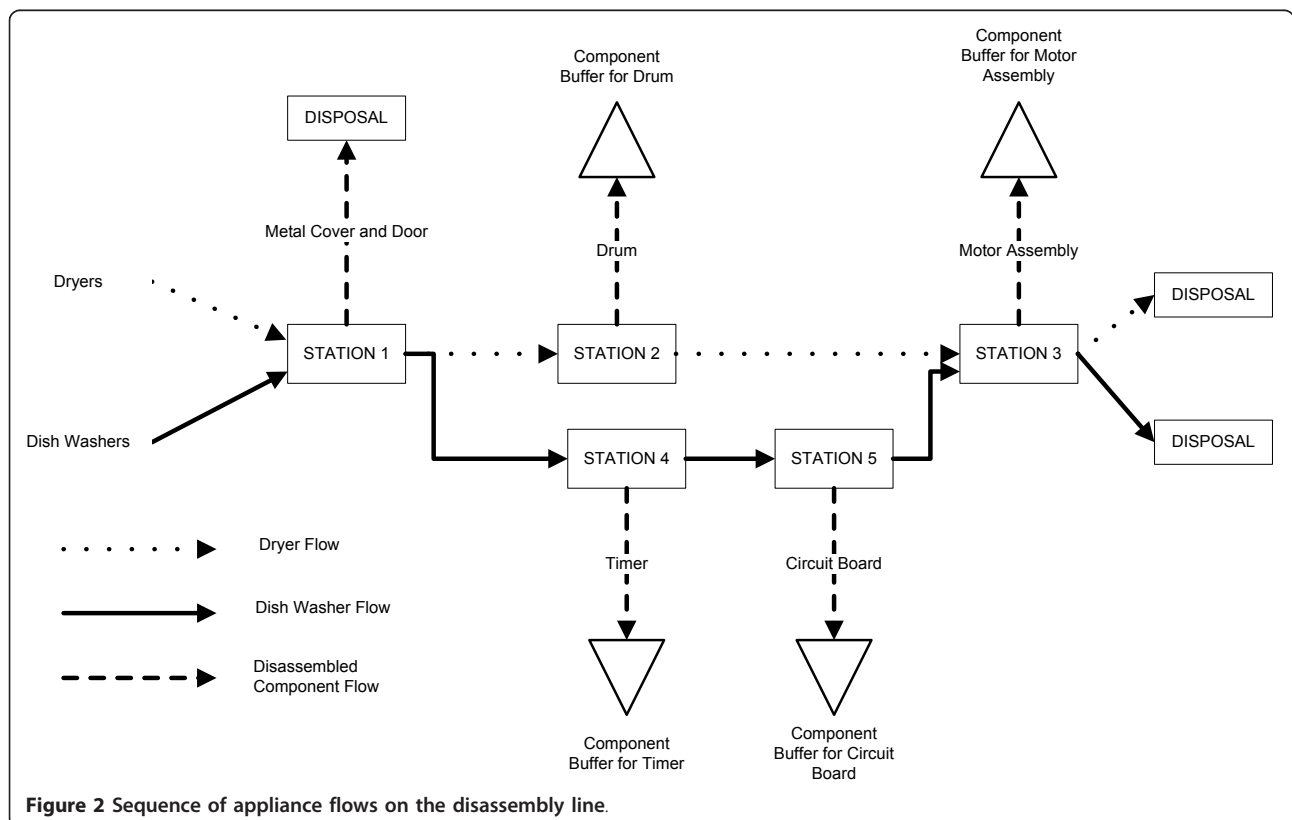 Component
Buffer for Drum
Component
Buffer for Motor
Assembly
DISPOSAL
Metal Cover and Door
Drum
Motor Assembly
Dryers
DISPOSAL
STATION 1
STATION 2
STATION 3
Dish Washers
DISPOSAL
STATION 4
STATION 5
Dryer Flow
Timer
Circuit Board
Dish Washer Flow
Disassembled
Component Flow
Component
Buffer for Timer
Component
Buffer for Circuit
Board
Figure 2 Sequence of appliance flows on the disassembly line.